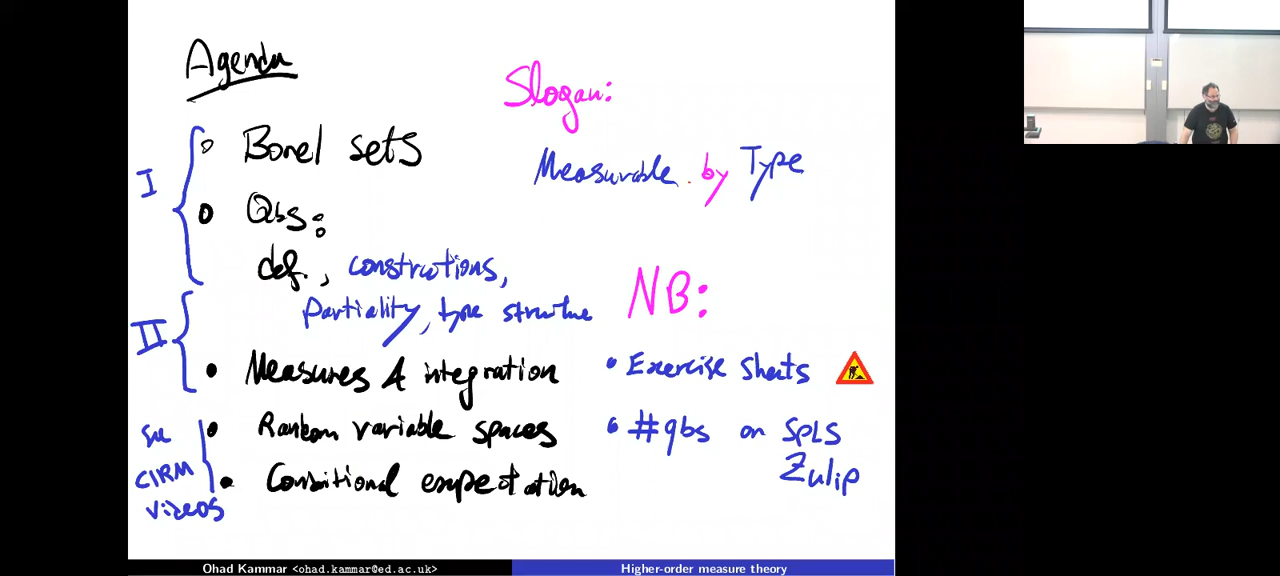 Agenda
Slogan:
Measurable by Type
I
Borel sets
Qbs:
def., constructions,
partiality, type structure
II
Measures & integration
see
CIRM
videos
Random variable spaces
Conditional expectation
NB:
Exercise sheets
#qbs on SPLS
Zulip
Ohad Kammar <ohad.kammar@ed.ac.uk>
Higher-order measure theory